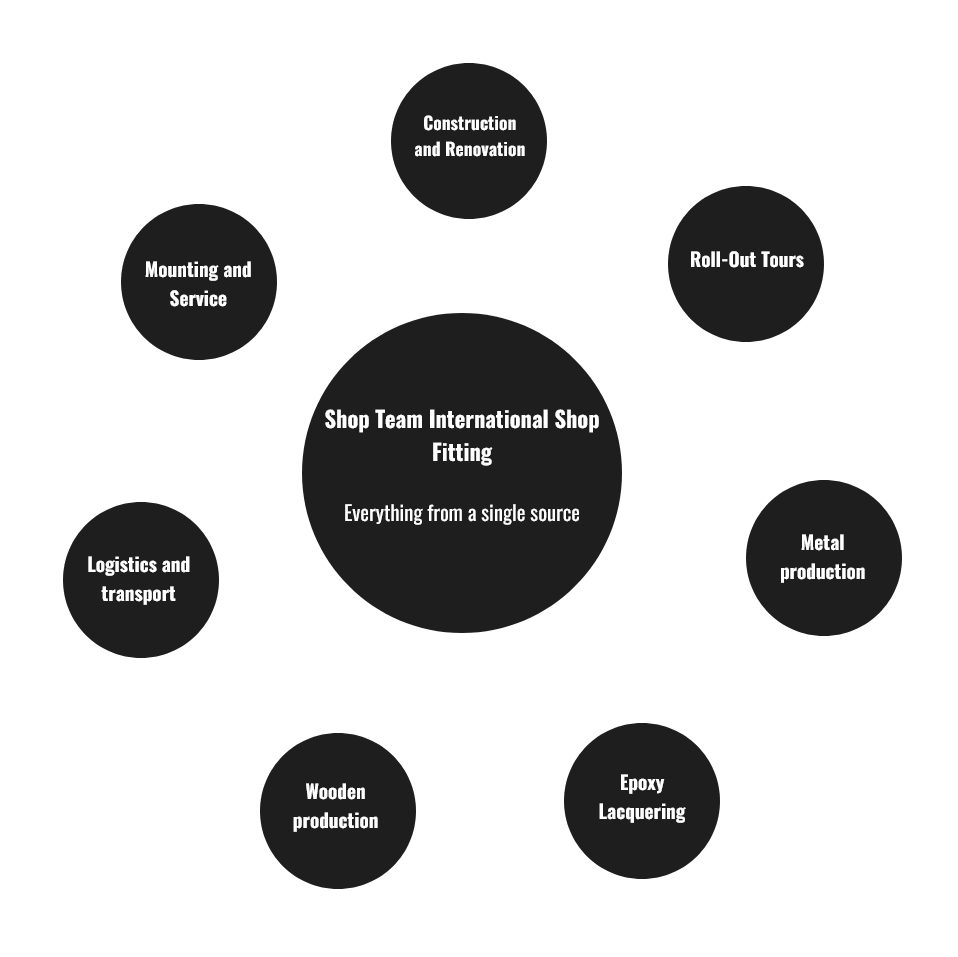 Construction
and Renovation
Roll-Out Tours
Mounting and
Service
Shop Team International Shop
Fitting
Everything from a single source
Metal
production
Logistics and
transport
Epoxy
Lacquering
Wooden
production